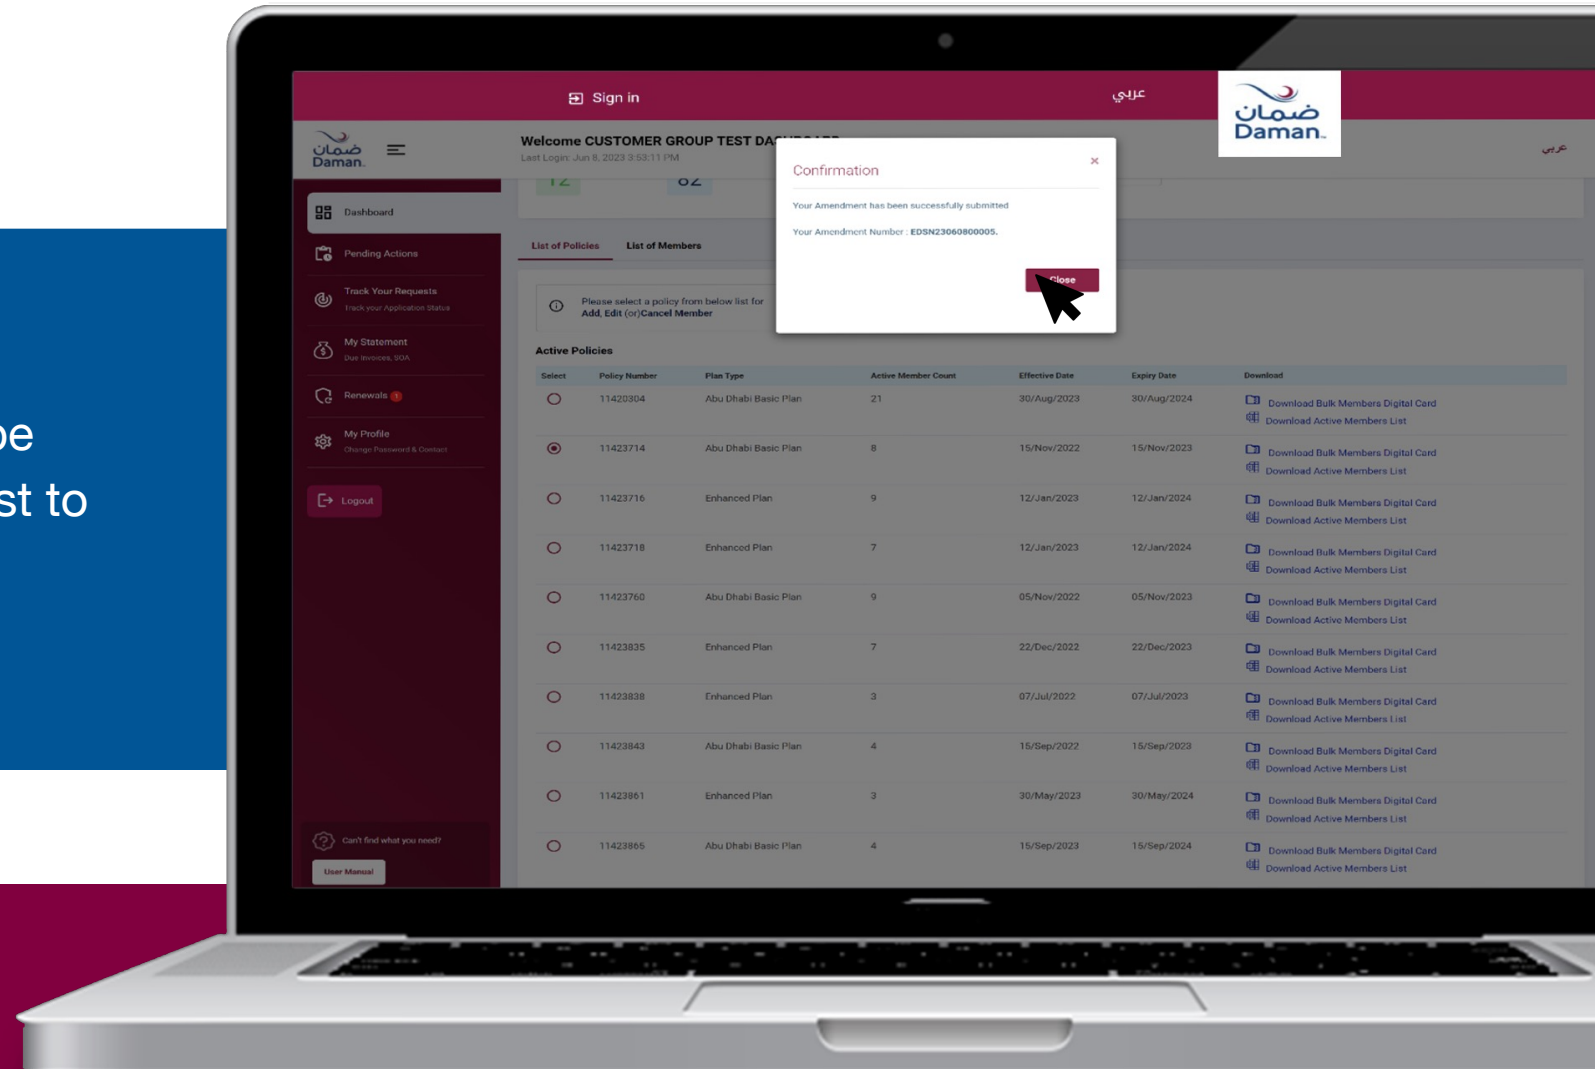 Sign in
عربي
ضمان
Daman
ضمان
Daman
Welcome CUSTOMER GROUP TEST
Last Login: Jun 8, 2023 3:53:11 PM
عربي
Confirmation
×
Your Amendment has been successfully submitted
Your Amendment Number : EDSN23060800005.
Close
12
82
Dashboard
Pending Actions
Track Your Requests
Track your Application Status
My Statement
Due Invoices, SOA
Renewals 1
My Profile
Change Password & Contact
Logout
Can't find what you need?
User Manual
be
st to
List of Policies List of Members
Please select a policy from below list for
Add, Edit (or)Cancel Member
Active Policies
Select Policy Number Plan Type Active Member Count Effective Date Expiry Date Download
11420304 Abu Dhabi Basic Plan 21 30/Aug/2023 30/Aug/2024 Download Bulk Members Digital Card
Download Active Members List
11423714 Abu Dhabi Basic Plan 8 15/Nov/2022 15/Nov/2023 Download Bulk Members Digital Card
Download Active Members List
11423716 Enhanced Plan 9 12/Jan/2023 12/Jan/2024 Download Bulk Members Digital Card
Download Active Members List
11423718 Enhanced Plan 7 12/Jan/2023 12/Jan/2024 Download Bulk Members Digital Card
Download Active Members List
11423760 Abu Dhabi Basic Plan 9 05/Nov/2022 05/Nov/2023 Download Bulk Members Digital Card
Download Active Members List
11423835 Enhanced Plan 7 22/Dec/2022 22/Dec/2023 Download Bulk Members Digital Card
Download Active Members List
11423838 Enhanced Plan 3 07/Jul/2022 07/Jul/2023 Download Bulk Members Digital Card
Download Active Members List
11423843 Abu Dhabi Basic Plan 4 15/Sep/2022 15/Sep/2023 Download Bulk Members Digital Card
Download Active Members List
11423861 Enhanced Plan 3 30/May/2023 30/May/2024 Download Bulk Members Digital Card
Download Active Members List
11423865 Abu Dhabi Basic Plan 4 15/Sep/2023 15/Sep/2024 Download Bulk Members Digital Card
Download Active Members List